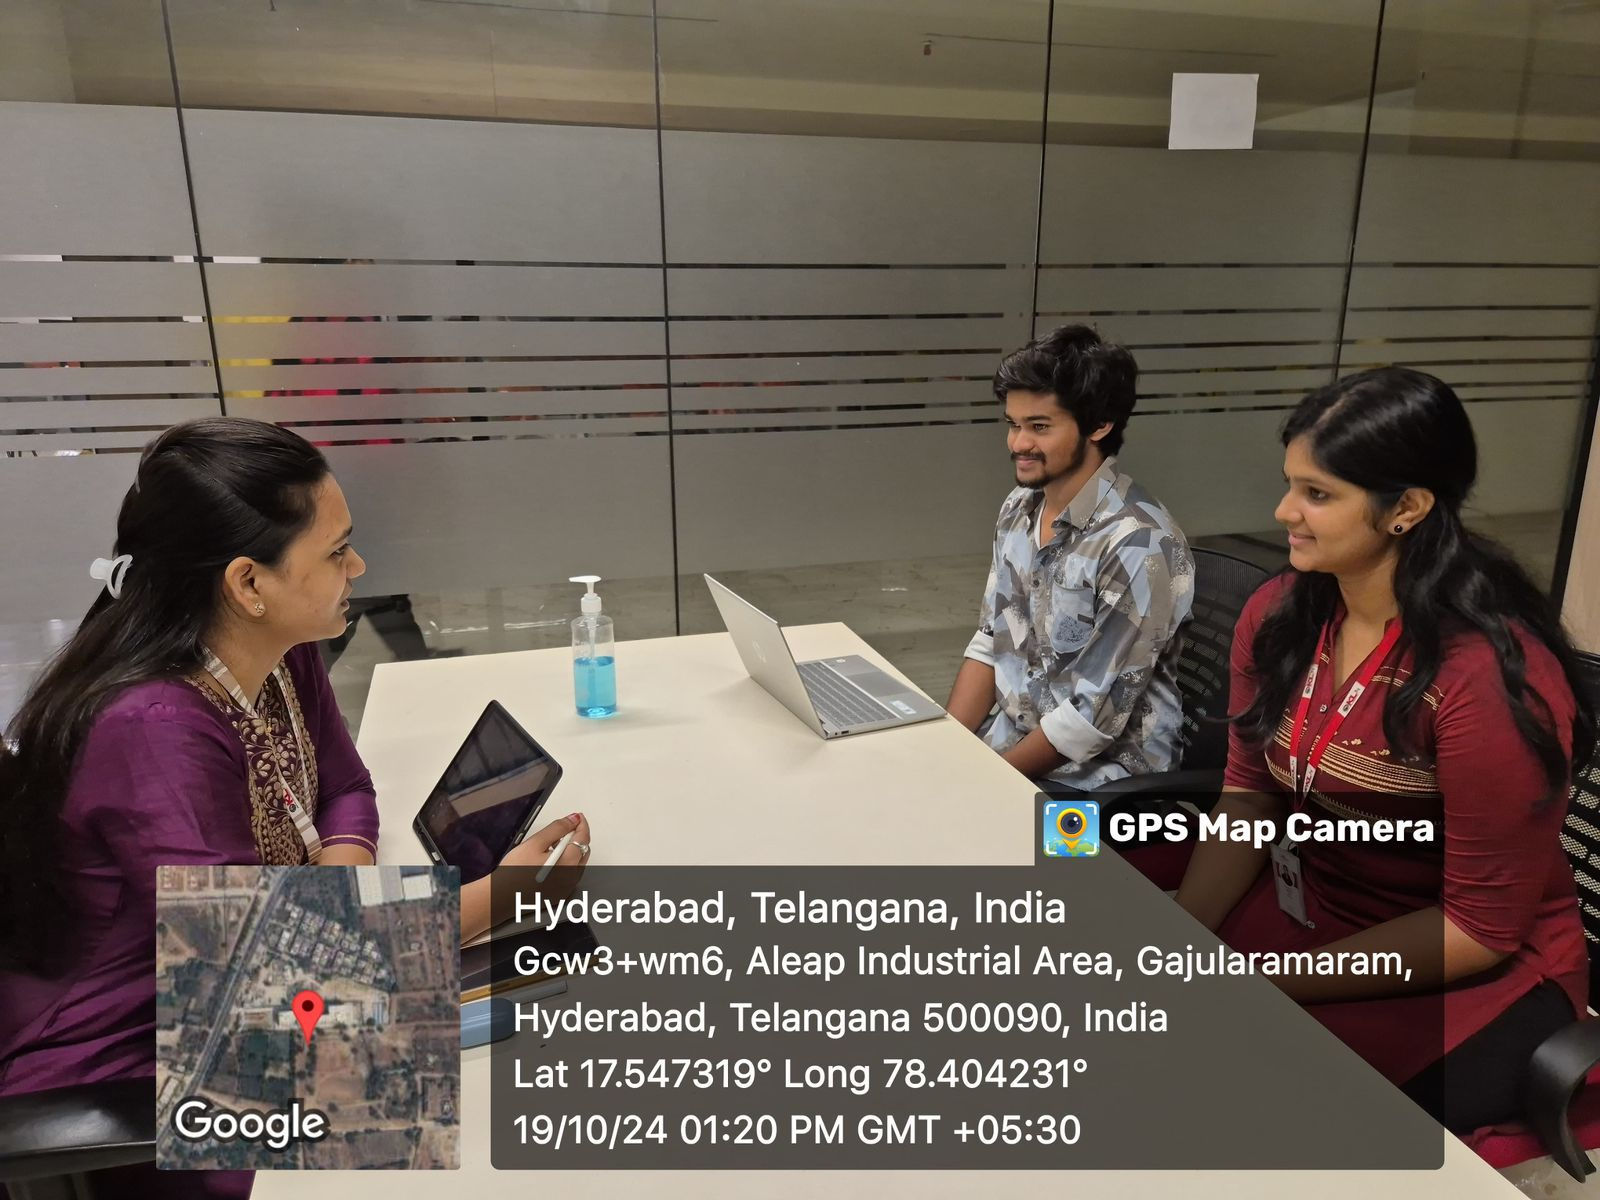 GPS Map Camera
Hyderabad, Telangana, India
Gcw3+wm6, Aleap Industrial Area, Gajularamaram,
Hyderabad, Telangana 500090, India
Lat 17.547319° Long 78.404231°
19/10/24 01:20 PM GMT +05:30
Google